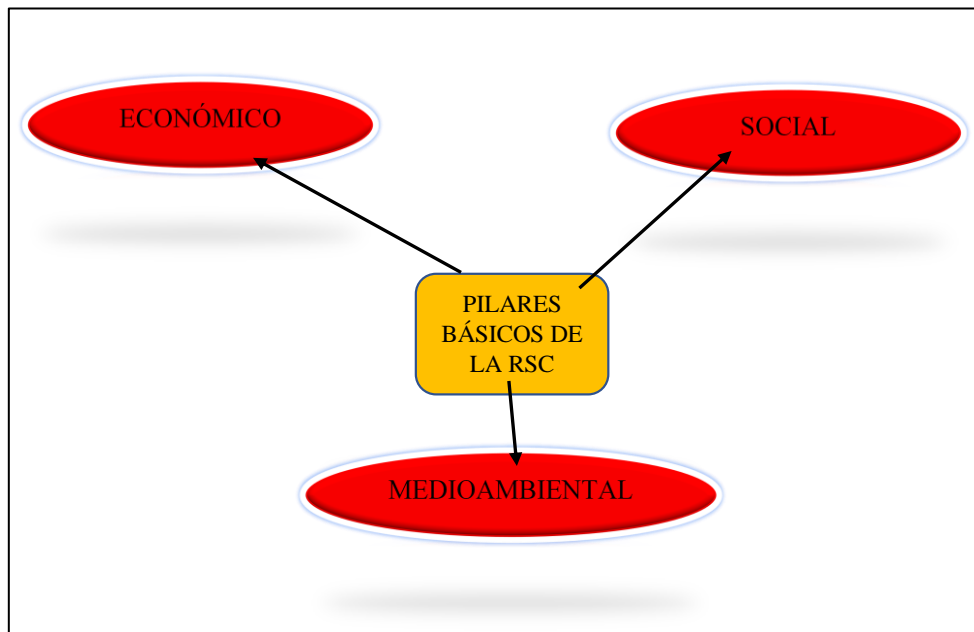 ECONÓMICO
SOCIAL
PILARES
BÁSICOS DE
LA RSC
MEDIOAMBIENTAL